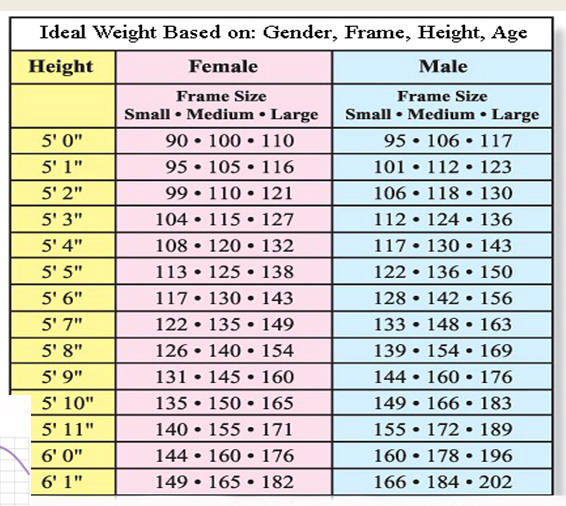 Ideal Weight Based on: Gender, Frame, Height, Age
Height Female Male
Frame Size Frame Size
Small • Medium • Large Small • Medium • Large
5' 0" 90 • 100 • 110 95 • 106 • 117
5' 1" 95 • 105 • 116 101 • 112 • 123
5' 2" 99 • 110 • 121 106 • 118 • 130
5' 3" 104 • 115 • 127 112 • 124 • 136
5' 4" 108 • 120 • 132 117 • 130 • 143
5' 5" 113 • 125 • 138 122 • 136 • 150
5' 6" 117 • 130 • 143 128 • 142 • 156
5' 7" 122 • 135 • 149 133 • 148 • 163
5' 8" 126 • 140 • 154 139 • 154 • 169
5' 9" 131 • 145 • 160 144 • 160 • 176
5' 10" 135 • 150 • 165 149 • 166 • 183
5' 11" 140 • 155 • 171 155 • 172 • 189
6' 0" 144 • 160 • 176 160 • 178 • 196
6' 1" 149 • 165 • 182 166 • 184 • 202